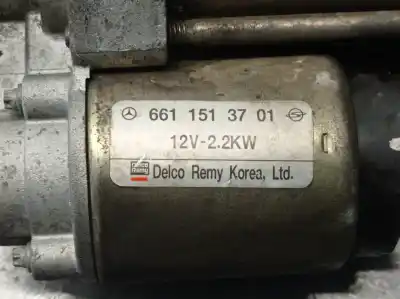 661 151 37 01
12V-2.2KW
Delco Remy Korea, Ltd.